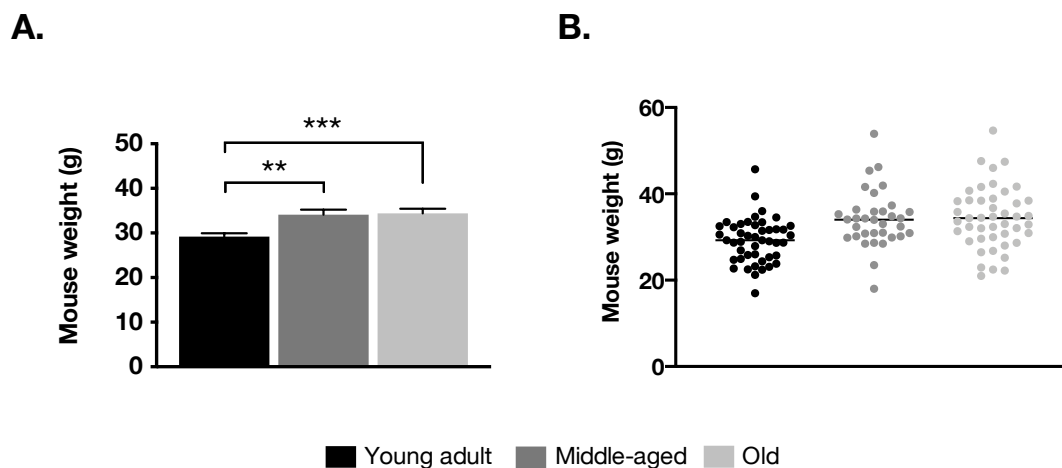 A.
B.
Mouse weight (g)
50
40
30
20
10
0
**
***
Mouse weight (g)
60
40
20
0
Young adult
Middle-aged
Old